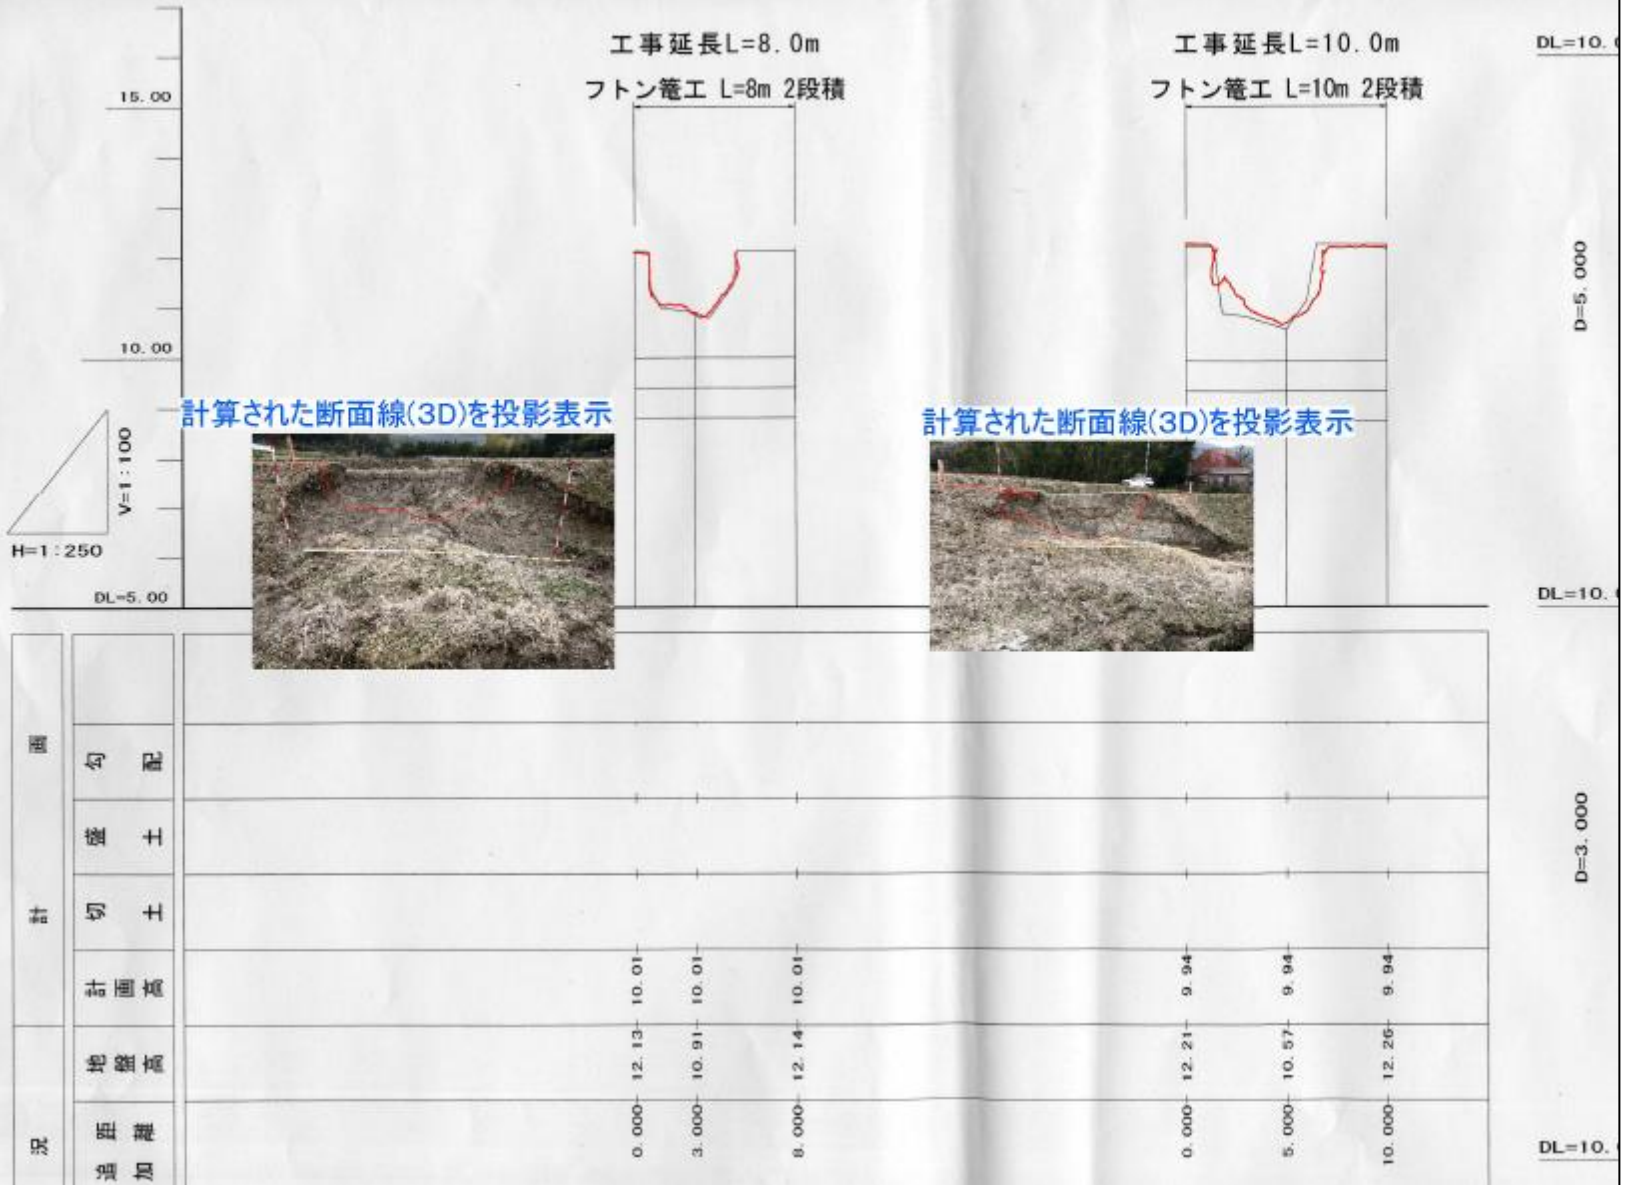 工事延長L=8.0m
工事延長L=10.0m
フトン篭工 L=8m 2段積
フトン篭工 L=10m 2段積
15.00
10.00
V=1:100
H=1:250
DL=5.00
計算された断面線(3D)を投影表示
計算された断面線(3D)を投影表示
D=5.000
D=3.000
計画
勾配
盛土
切土
計画高
10.01
10.01
10.01
9.94
9.94
9.94
地盤高
12.13
10.91
12.14
12.21
10.57
12.26
況
追加距離
0.000
3.000
8.000
0.000
5.000
10.000